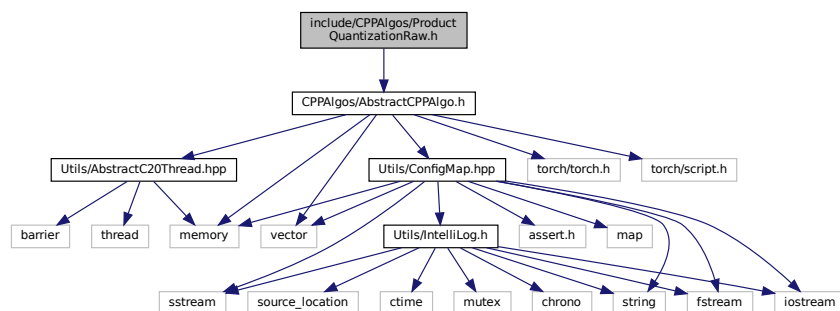 include/CPPAlgos/Product
QuantizationRaw.h
CPPAlgos/AbstractCPPAlgo.h
Utils/AbstractC20Thread.hpp
Utils/ConfigMap.hpp
torch/torch.h
torch/script.h
barrier
thread
memory
vector
Utils/IntelliLog.h
assert.h
map
sstream
source_location
ctime
mutex
chrono
string
fstream
iostream